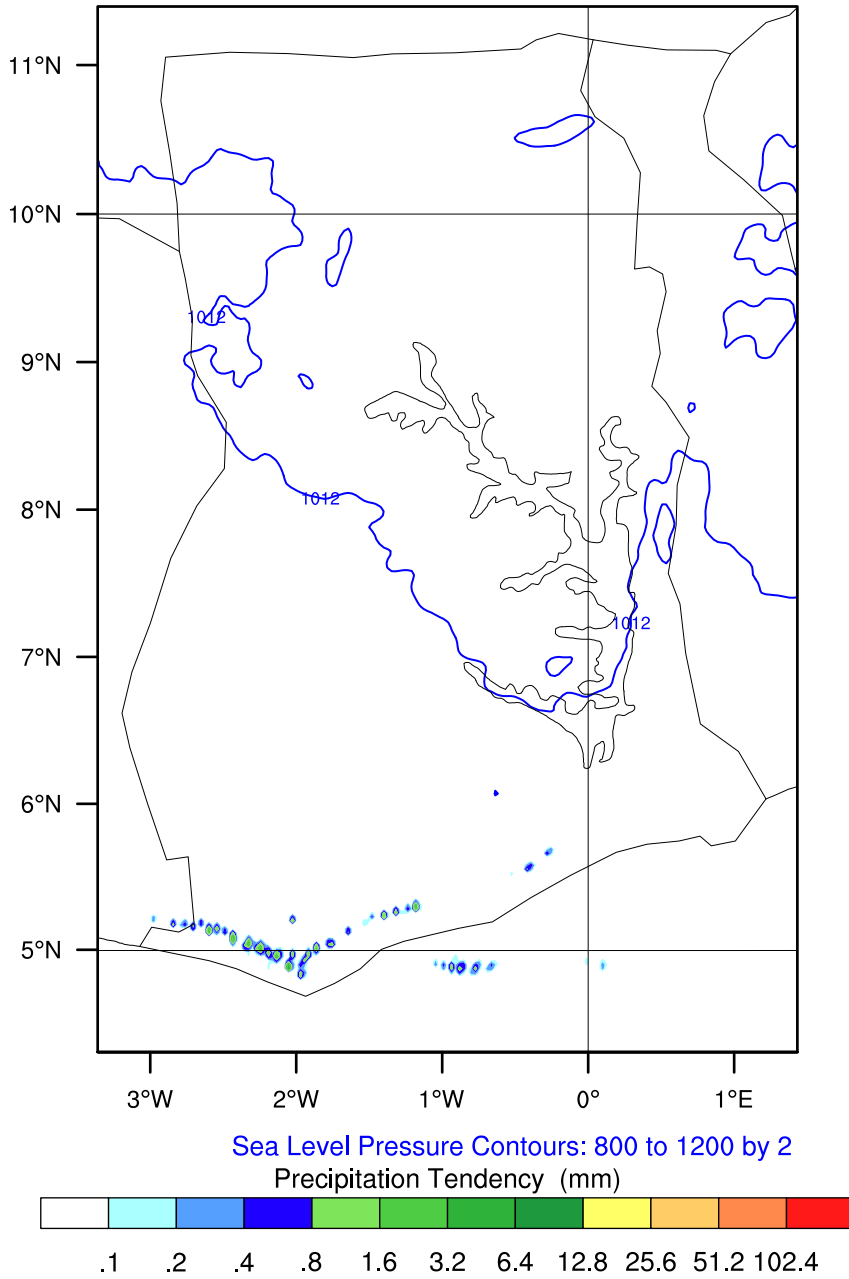 11°N
10°N
1012
9°N
1012
8°N
1012
7°N
6°N
5°N
3°W 2°W 1°W 0° 1°E
Sea Level Pressure Contours: 800 to 1200 by 2
Precipitation Tendency (mm)
.1 .2 .4 .8 1.6 3.2 6.4 12.8 25.6 51.2 102.4